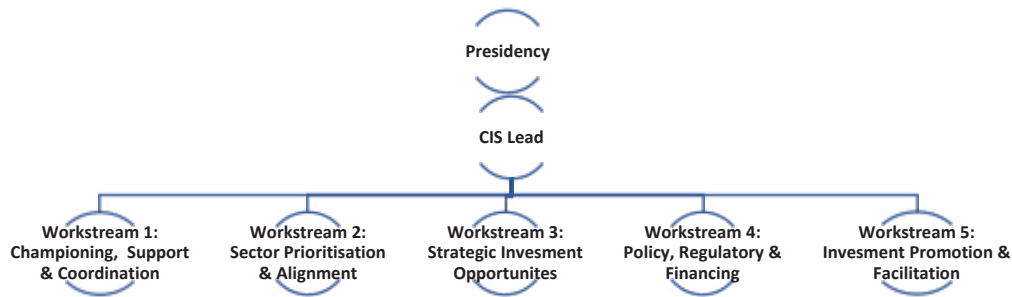 Presidency
CIS Lead
Workstream 1:
Championing, Support
& Coordination
Workstream 2:
Sector Prioritisation
& Alignment
Workstream 3:
Strategic Invesment
Opportunites
Workstream 4:
Policy, Regulatory &
Financing
Workstream 5:
Invesment Promotion &
Facilitation